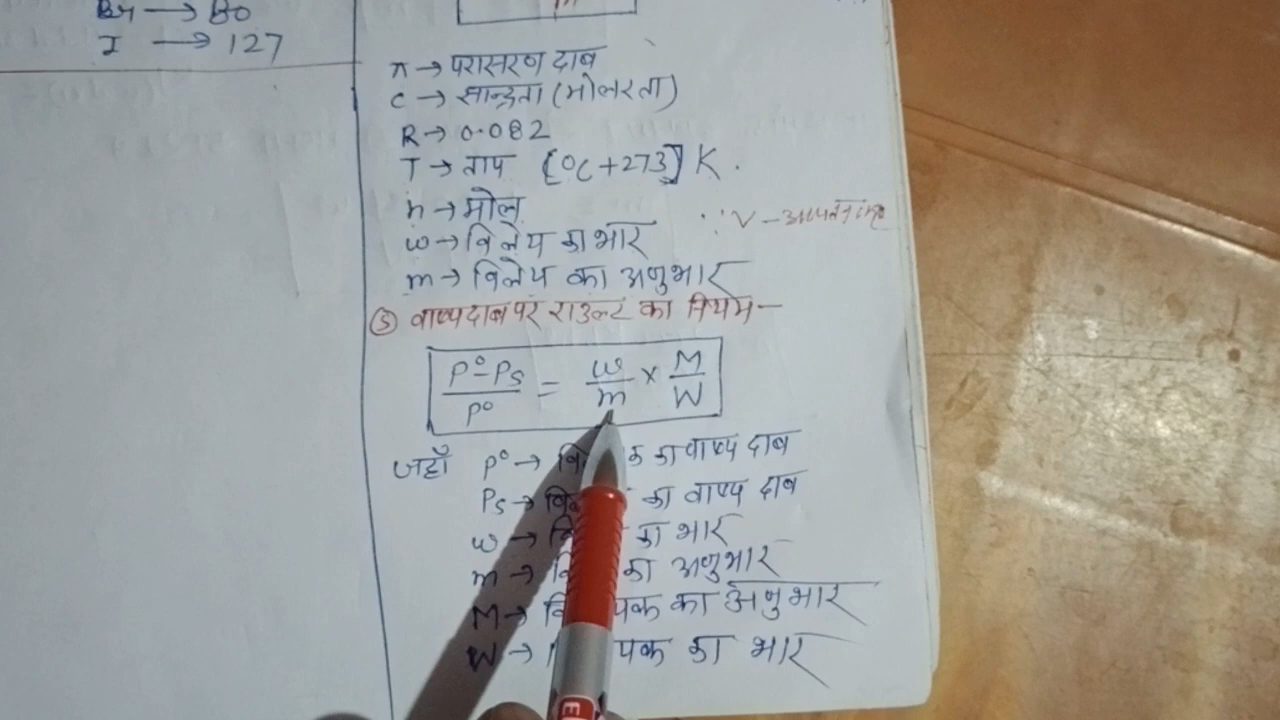 Br → 80
I → 127
π → परासरण दाब
C → सान्द्रता (मोलरता)
R → 0.082
T → ताप [°C + 273] K.
n → मोल
w → विलेय का भार
m → विलेय का अणुभार
∵ V –
⑤ वाष्पदाब पर राउल्ट का नियम –
P° – Ps / P° = w / m × M / W
जहाँ P° → का वाष्प दाब
Ps → का वाष्प दाब
w → का भार
m → का अणुभार
M → पक का अणुभार
W → पक का भार